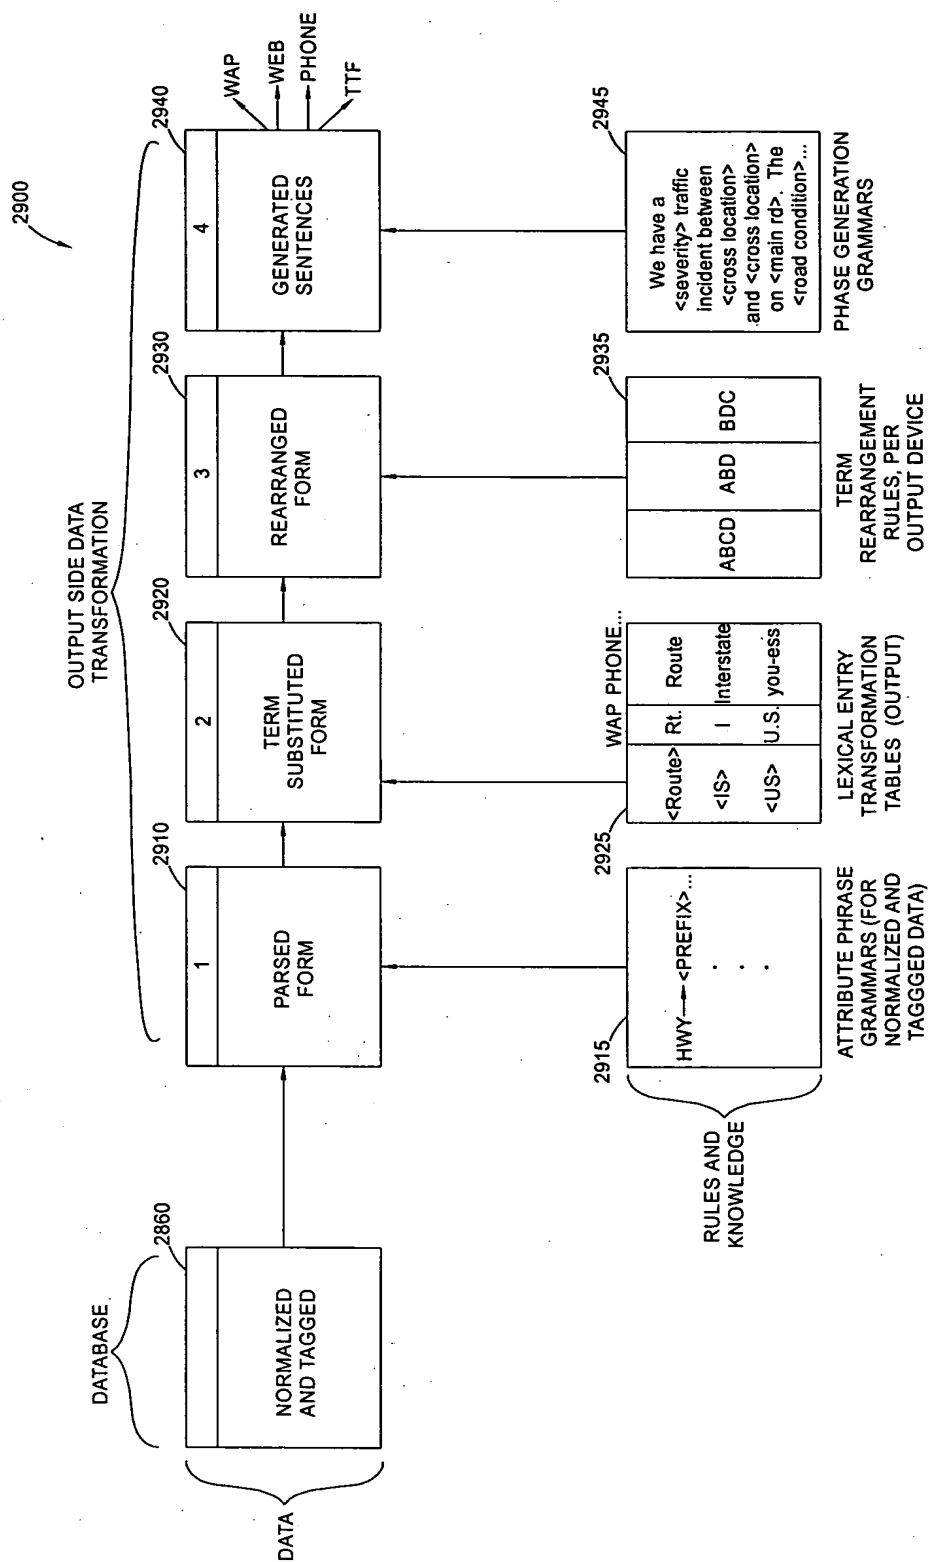 2900
OUTPUT SIDE DATA
TRANSFORMATION
DATABASE
2860
2910
2920
2930
2940
DATA
NORMALIZED
AND TAGGED
1
PARSED
FORM
2
TERM
SUBSTITUTED
FORM
3
REARRANGED
FORM
4
GENERATED
SENTENCES
WAP
WEB
PHONE
TTF
RULES AND
KNOWLEDGE
2915
HWY <PREFIX>...
.
.
.
ATTRIBUTE PHRASE
GRAMMARS (FOR
NORMALIZED AND
TAGGGED DATA)
2925
WAP PHONE...
<Route> Rt. Route
<IS> I Interstate
<US> U.S. you-ess
LEXICAL ENTRY
TRANSFORMATION
TABLES (OUTPUT)
2935
ABCD ABD BDC
TERM
REARRANGEMENT
RULES, PER
OUTPUT DEVICE
2945
We have a
<severity> traffic
incident between
<cross location>
and <cross location>
on <main rd>. The
<road condition>...
PHASE GENERATION
GRAMMARS